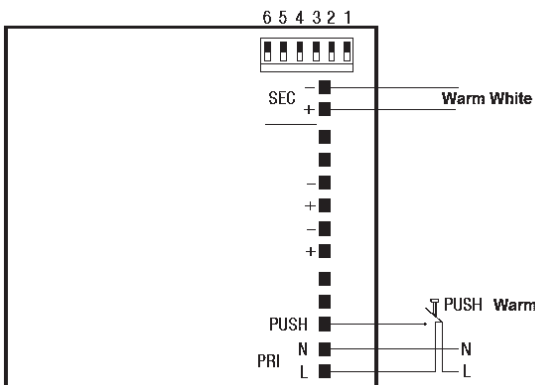 6 5 4 3 2 1
SEC -
+
Warm White
-
+
-
+
PUSH
PUSH Warm
PRI N
N
L
L